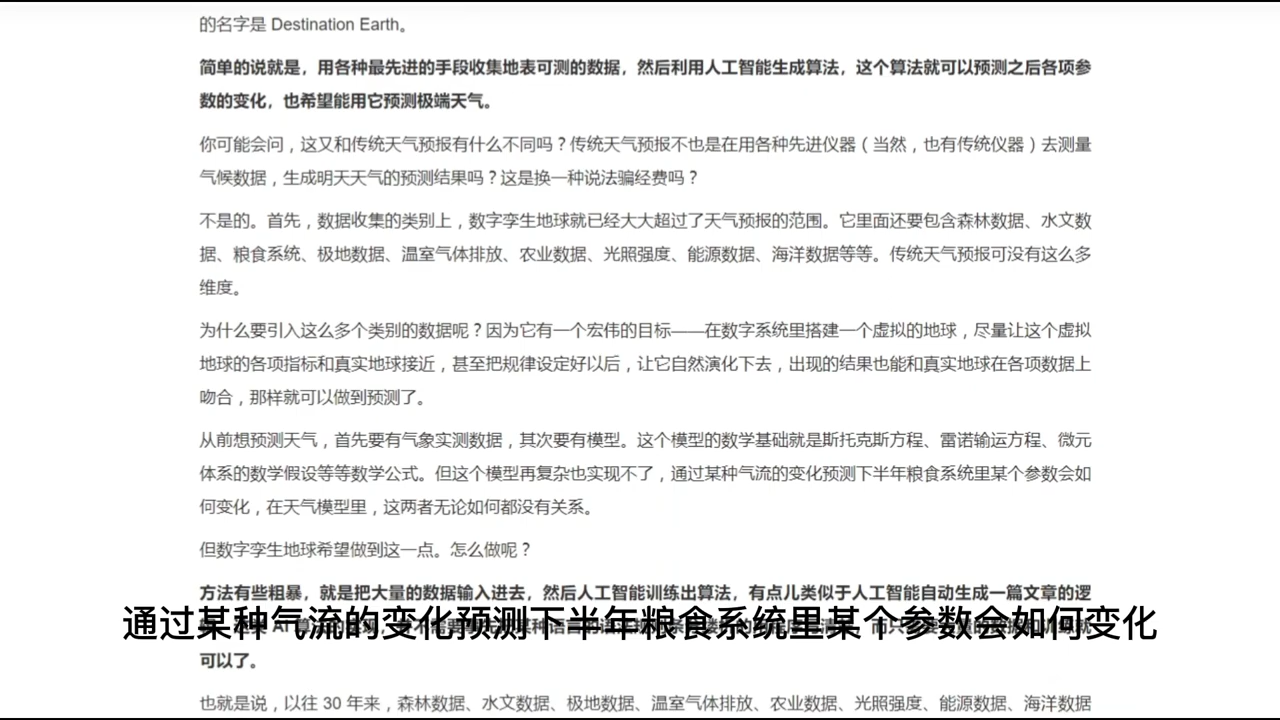 的名字是 Destination Earth。
简单的说就是，用各种最先进的手段收集地表可测的数据，然后利用人工智能生成算法，这个算法就可以预测之后各项参
数的变化，也希望能用它预测极端天气。
你可能会问，这又和传统天气预报有什么不同吗？传统天气预报不也是在用各种先进仪器（当然，也有传统仪器）去测量
气候数据，生成明天天气的预测结果吗？这是换一种说法骗经费吗？
不是的。首先，数据收集的类别上，数字孪生地球就已经大大超过了天气预报的范围。它里面还要包含森林数据、水文数
据、粮食系统、极地数据、温室气体排放、农业数据、光照强度、能源数据、海洋数据等等。传统天气预报可没有这么多
维度。
为什么要引入这么多个类别的数据呢？因为它有一个宏伟的目标——在数字系统里搭建一个虚拟的地球，尽量让这个虚拟
地球的各项指标和真实地球接近，甚至把规律设定好以后，让它自然演化下去，出现的结果也能和真实地球在各项数据上
吻合，那样就可以做到预测了。
从前想预测天气，首先要有气象实测数据，其次要有模型。这个模型的数学基础就是斯托克斯方程、雷诺输运方程、微元
体系的数学假设等等数学公式。但这个模型再复杂也实现不了，通过某种气流的变化预测下半年粮食系统里某个参数会如
何变化，在天气模型里，这两者无论如何都没有关系。
但数字孪生地球希望做到这一点。怎么做呢？
方法有些粗暴，就是把大量的数据输入进去，然后人工智能训练出算法，有点儿类似于人工智能自动生成一篇文章的逻
通过某种气流的变化预测下半年粮食系统里某个参数会如何变化
可以了。
也就是说，以往 30 年来，森林数据、水文数据、极地数据、温室气体排放、农业数据、光照强度、能源数据、海洋数据